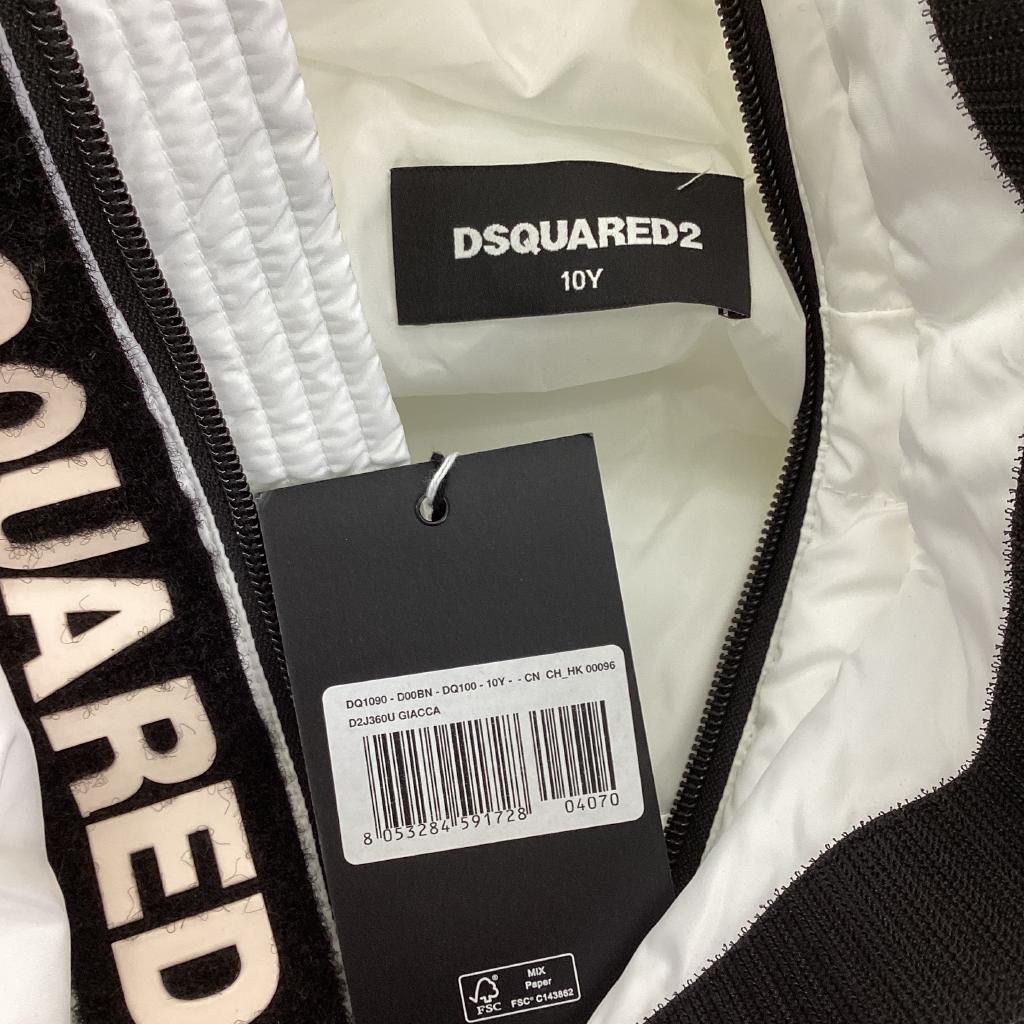 DSQUARED2
10Y
SQUARED
DQ1090 - D00BN - DQ100 - 10Y - - CN CH_HK 00096
D2J360U GIACCA
8 053284 591728
04070
FSC
MIX
Paper
FSC® C143862